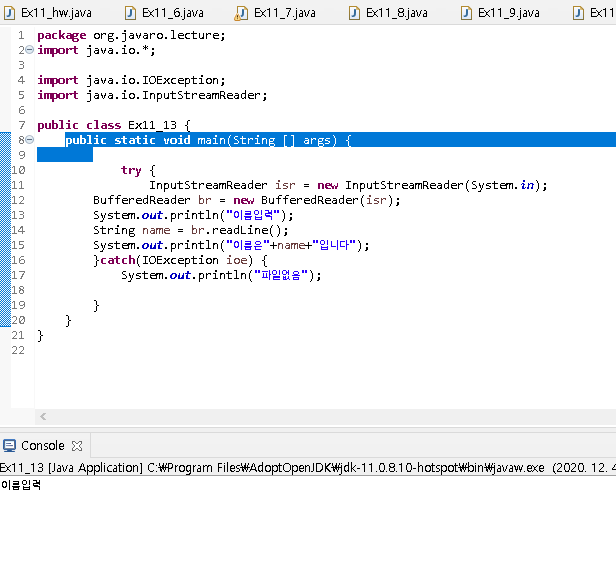 Ex11_hw.java Ex11_6.java Ex11_7.java Ex11_8.java Ex11_9.java Ex11
1 package org.javaro.lecture;
2 import java.io.*;
3
4 import java.io.IOException;
5 import java.io.InputStreamReader;
6
7 public class Ex11_13 {
8 public static void main(String [] args) {
9
10 try {
11 InputStreamReader isr = new InputStreamReader(System.in);
12 BufferedReader br = new BufferedReader(isr);
13 System.out.println("이름입력");
14 String name = br.readLine();
15 System.out.println("이름은"+name+"입니다");
16 }catch(IOException ioe) {
17 System.out.println("파일없음");
18
19 }
20 }
21 }
22
<
Console
Ex11_13 [Java Application] C:₩Program Files₩AdoptOpenJDK₩jdk-11.0.8.10-hotspot₩bin₩javaw.exe (2020. 12. 4
이름입력